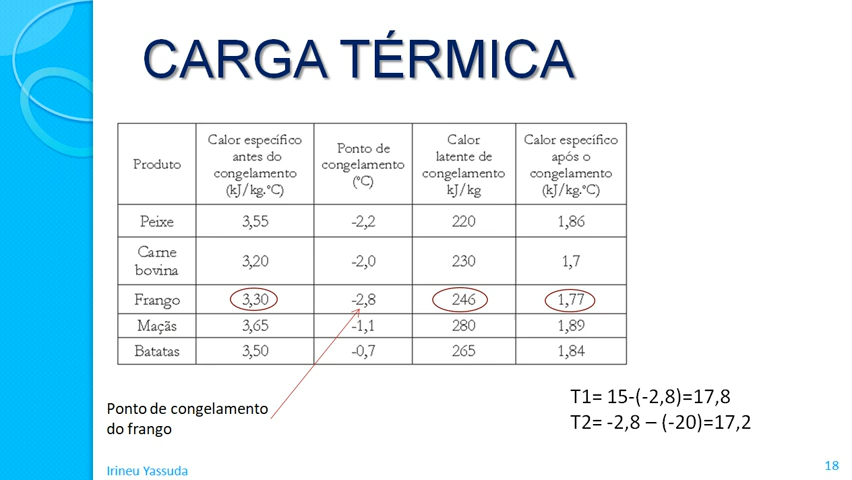 CARGA TÉRMICA
Produto
Calor específico
antes do
congelamento
(kJ/kg.°C)
Ponto de
congelamento
(°C)
Calor
latente de
congelamento
kJ/kg
Calor específico
após o
congelamento
(kJ/kg.°C)
Peixe 3,55 -2,2 220 1,86
Carne
bovina 3,20 -2,0 230 1,7
Frango 3,30 -2,8 246 1,77
Maçãs 3,65 -1,1 280 1,89
Batatas 3,50 -0,7 265 1,84
Ponto de congelamento
do frango
T1= 15-(-2,8)=17,8
T2= -2,8 – (-20)=17,2
Irineu Yassuda
18